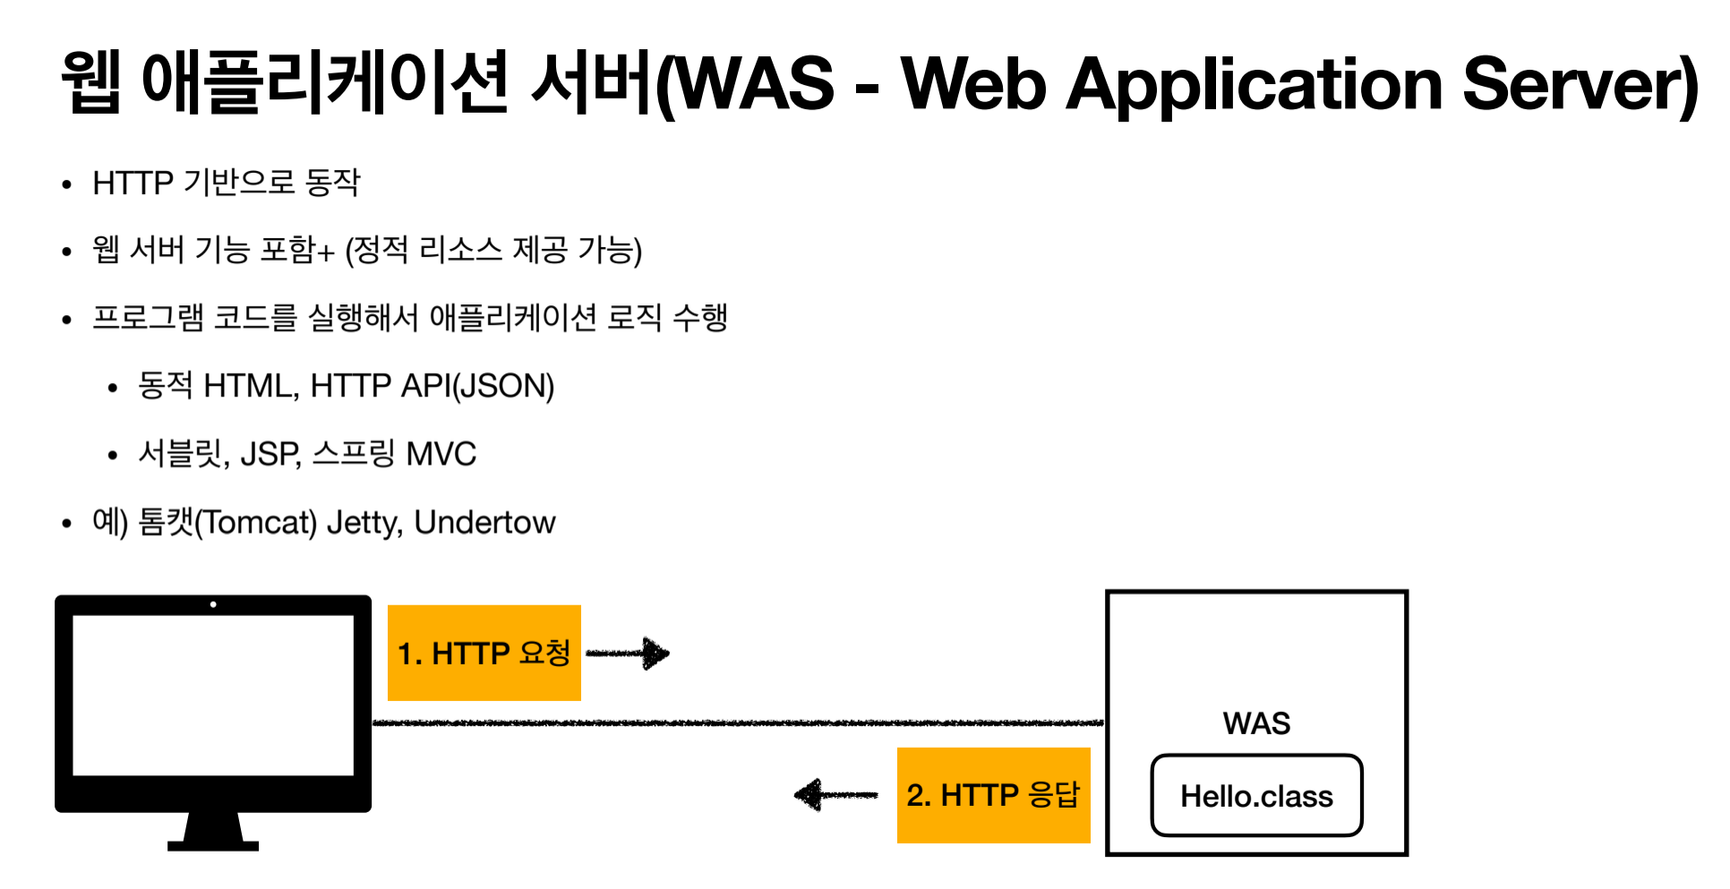 웹 애플리케이션 서버(WAS - Web Application Server)
• HTTP 기반으로 동작
• 웹 서버 기능 포함+ (정적 리소스 제공 가능)
• 프로그램 코드를 실행해서 애플리케이션 로직 수행
• 동적 HTML, HTTP API(JSON)
• 서블릿, JSP, 스프링 MVC
• 예) 톰캣(Tomcat) Jetty, Undertow
1. HTTP 요청
WAS
2. HTTP 응답
Hello.class